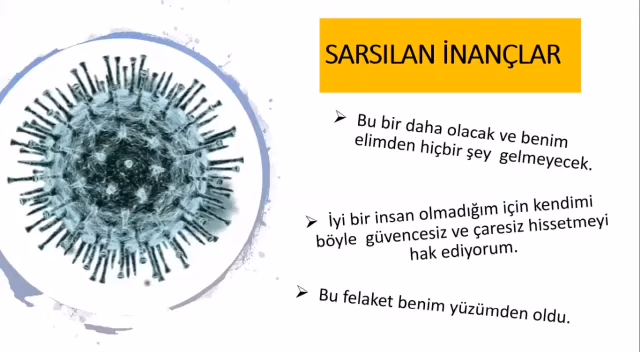 SARSILAN İNANÇLAR
Bu bir daha olacak ve benim
elimden hiçbir şey gelmeyecek.
İyi bir insan olmadığım için kendimi
böyle güvencesiz ve çaresiz hissetmeyi
hak ediyorum.
Bu felaket benim yüzümden oldu.